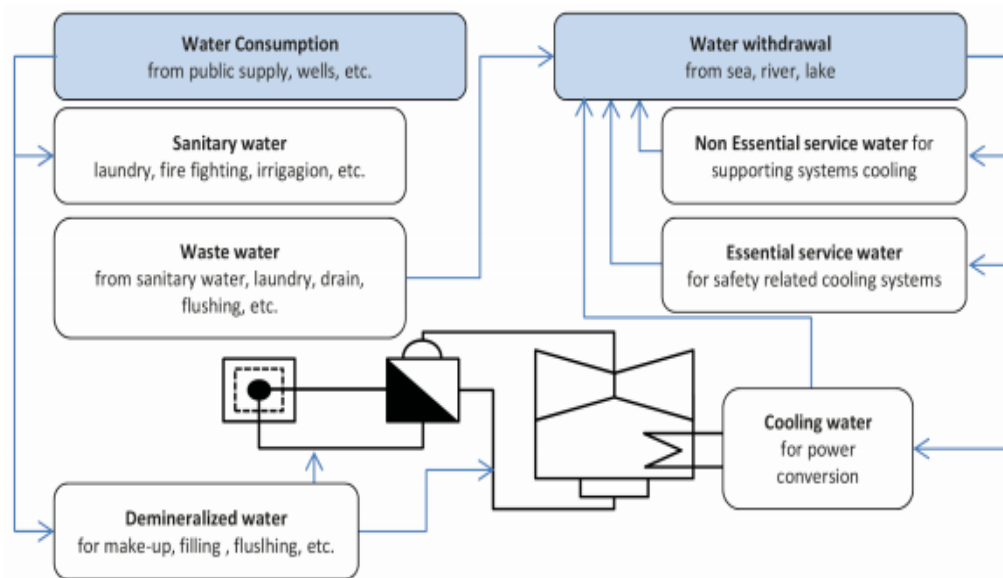 Water Consumption
from public supply, wells, etc.
Water withdrawal
from sea, river, lake
Sanitary water
laundry, fire fighting, irrigagion, etc.
Non Essential service water for
supporting systems cooling
Waste water
from sanitary water, laundry, drain,
flushing, etc.
Essential service water
for safety related cooling systems
Cooling water
for power
conversion
Demineralized water
for make-up, filling , fluslhing, etc.